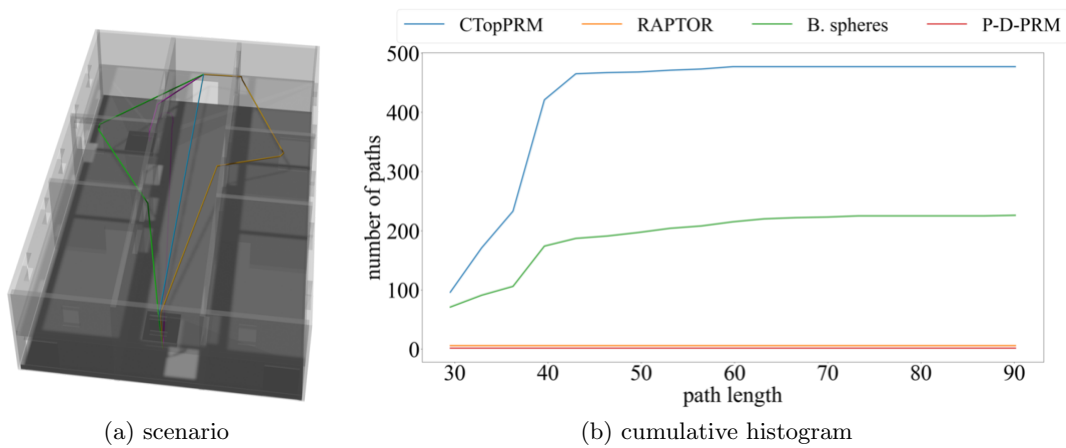 CTopPRM RAPTOR B. spheres P-D-PRM
500
400
300
200
100
0
number of paths
30 40 50 60 70 80 90
path length
(a) scenario
(b) cumulative histogram